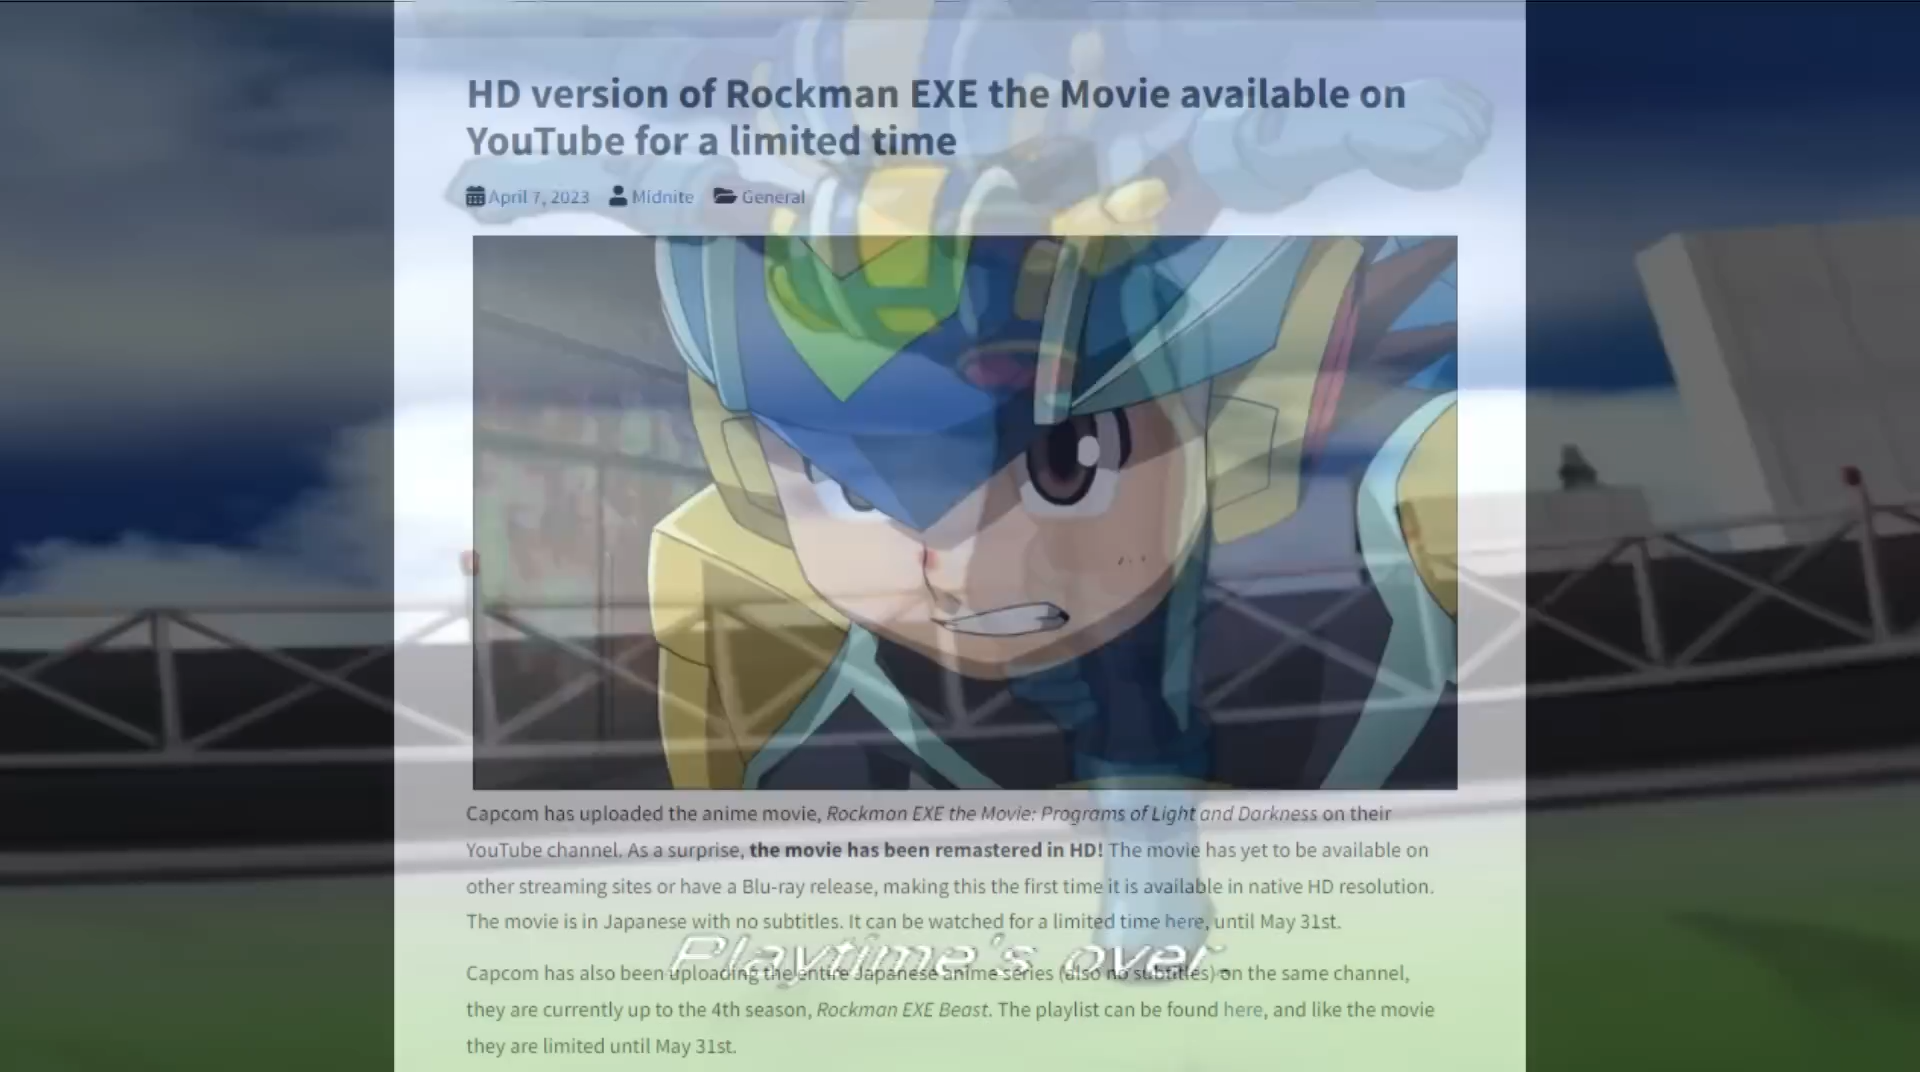 HD version of Rockman EXE the Movie available on
YouTube for a limited time
April 7, 2023 Midnite General
Capcom has uploaded the anime movie, Rockman EXE the Movie: Programs of Light and Darkness on their
YouTube channel. As a surprise, the movie has been remastered in HD! The movie has yet to be available on
other streaming sites or have a Blu-ray release, making this the first time it is available in native HD resolution.
The movie is in Japanese with no subtitles. It can be watched for a limited time here, until May 31st.
Playtime's over.
Capcom has also been uploading the entire Japanese anime series (also no subtitles) on the same channel,
they are currently up to the 4th season, Rockman EXE Beast. The playlist can be found here, and like the movie
they are limited until May 31st.